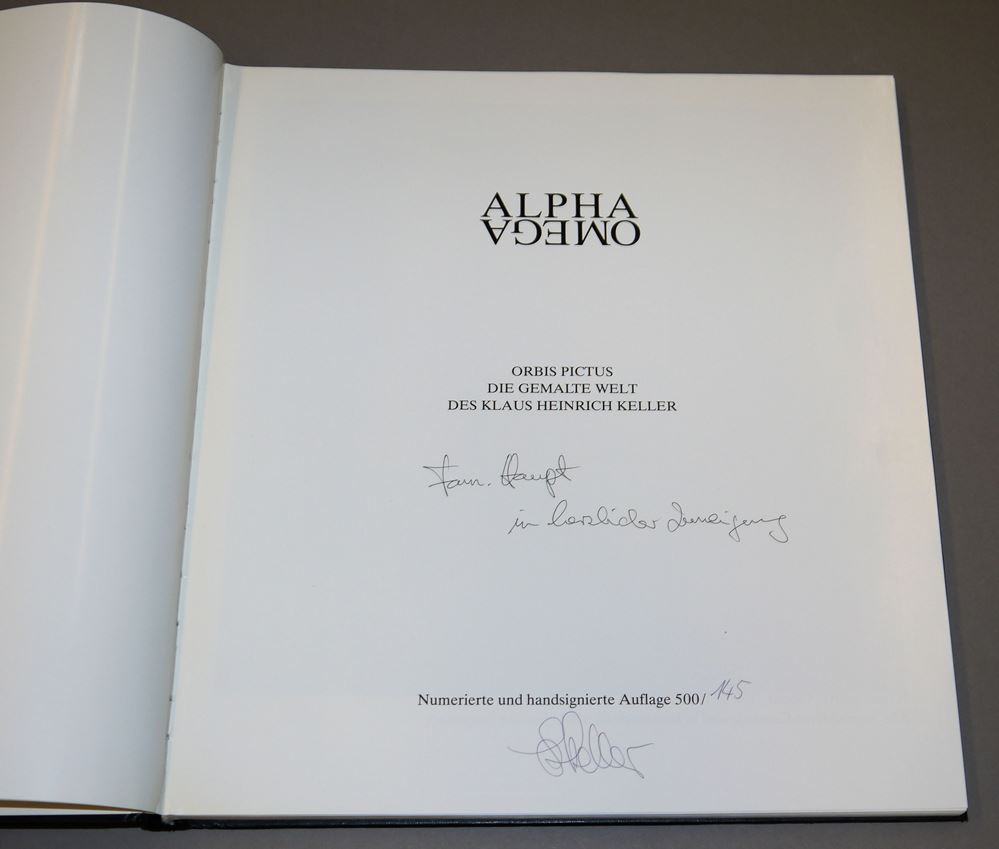 ALPHA
OMEGA
ORBIS PICTUS
DIE GEMALTE WELT
DES KLAUS HEINRICH KELLER
Fam. Haupt
in herzlicher Zuneigung
Numerierte und handsignierte Auflage 500/145
Keller